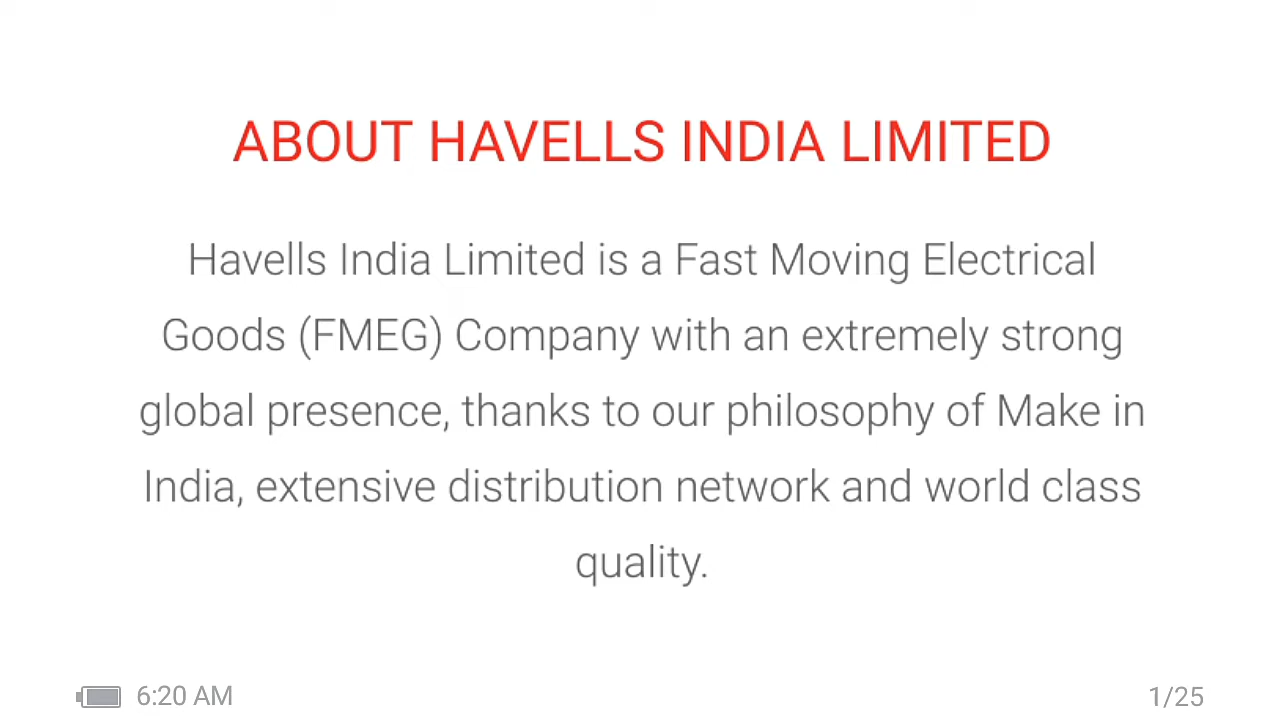 ABOUT HAVELLS INDIA LIMITED
Havells India Limited is a Fast Moving Electrical
Goods (FMEG) Company with an extremely strong
global presence, thanks to our philosophy of Make in
India, extensive distribution network and world class
quality.
6:20 AM
1/25